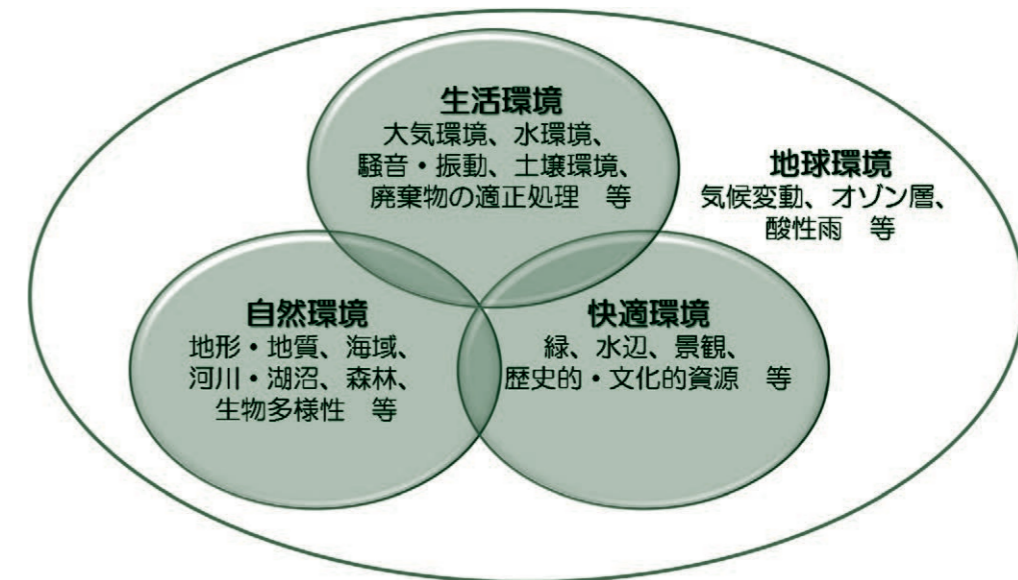 生活環境
大気環境、水環境、
騒音・振動、土壌環境、
廃棄物の適正処理　等
地球環境
気候変動、オゾン層、
酸性雨　等
自然環境
地形・地質、海域、
河川・湖沼、森林、
生物多様性　等
快適環境
緑、水辺、景観、
歴史的・文化的資源　等